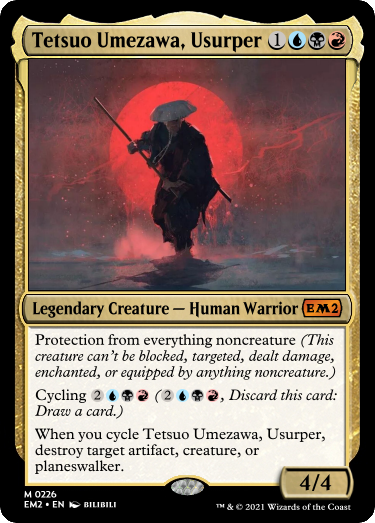 Tetsuo Umezawa, Usurper 1
Legendary Creature — Human Warrior EM2
Protection from everything noncreature (This
creature can't be blocked, targeted, dealt damage,
enchanted, or equipped by anything noncreature.)
Cycling 2 (2, Discard this card:
Draw a card.)
When you cycle Tetsuo Umezawa, Usurper,
destroy target artifact, creature, or
planeswalker.
4/4
M 0226
EM2 • EN BILIBILI
™ & © 2021 Wizards of the Coast